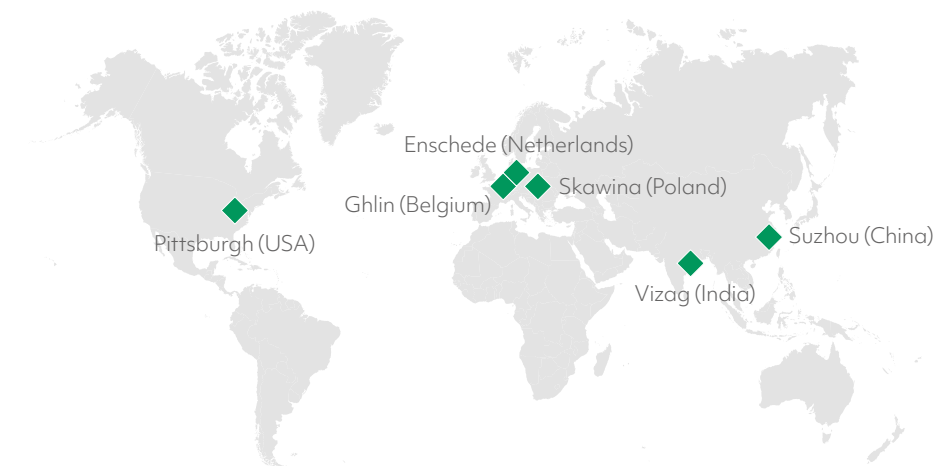 Enschede (Netherlands)
Skawina (Poland)
Ghlin (Belgium)
Suzhou (China)
Pittsburgh (USA)
Vizag (India)